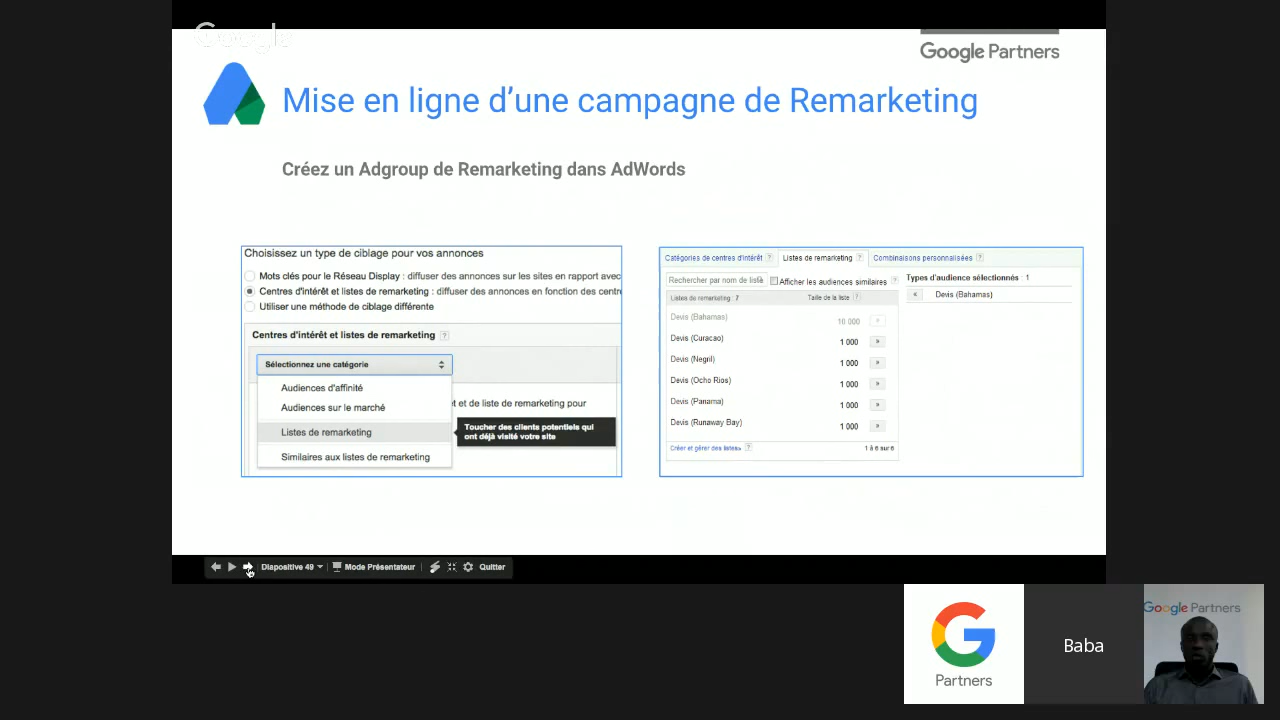 Google
Google Partners
Mise en ligne d'une campagne de Remarketing
Créez un Adgroup de Remarketing dans AdWords
Choisissez un type de ciblage pour vos annonces
Mots clés pour le Réseau Display : diffuser des annonces sur les sites en rapport avec
Centres d'intérêt et listes de remarketing : diffuser des annonces en fonction des centre
Utiliser une méthode de ciblage différente
Centres d'intérêt et listes de remarketing ?
Sélectionnez une catégorie
Audiences d'affinité
Audiences sur le marché
et de liste de remarketing pour
Listes de remarketing
Toucher des clients potentiels qui
ont déjà visité votre site
Similaires aux listes de remarketing
Catégories de centres d'intérêt ? Listes de remarketing ? Combinaisons personnalisées ?
Rechercher par nom de liste Afficher les audiences similaires ?
Listes de remarketing : 7 Taille de la liste ?
Devis (Bahamas) 10 000 »
Devis (Curacao) 1 000 »
Devis (Negril) 1 000 »
Devis (Ocho Rios) 1 000 »
Devis (Panama) 1 000 »
Devis (Runaway Bay) 1 000 »
Créer et gérer des listes» ? 1 à 6 sur 6
Types d'audience sélectionnés : 1
« Devis (Bahamas)
Diapositive 49 Mode Présentateur Quitter
Partners
Baba
Google Partners